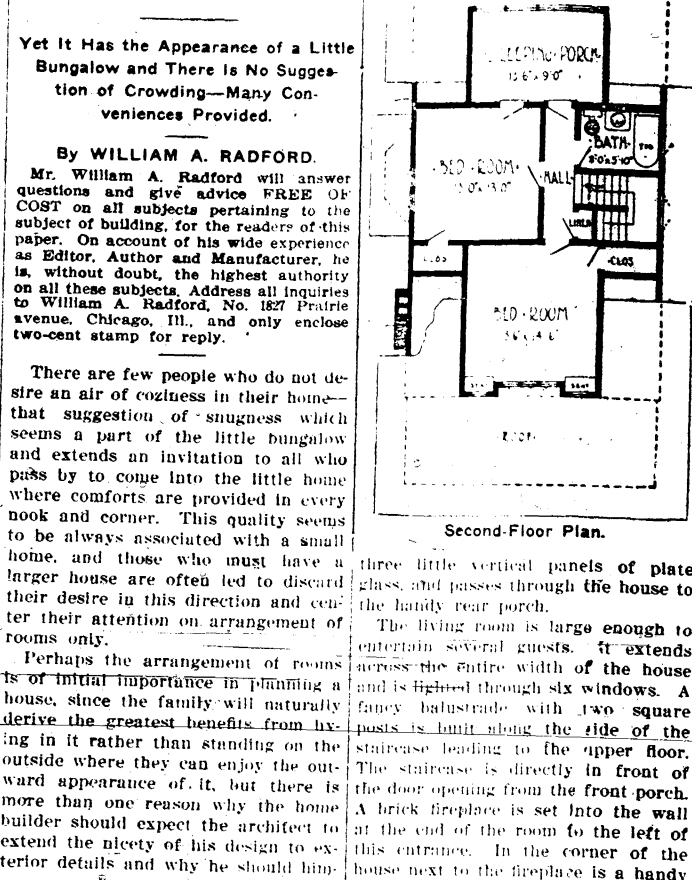 Yet It Has the Appearance of a Little
Bungalow and There Is No Sugges-
tion of Crowding—Many Con-
veniences Provided.
By WILLIAM A. RADFORD.
Mr. William A. Radford will answer
questions and give advice FREE OF
COST on all subjects pertaining to the
subject of building, for the readers of this
paper. On account of his wide experience
as Editor, Author and Manufacturer, he
is, without doubt, the highest authority
on all these subjects. Address all inquiries
to William A. Radford, No. 1827 Prairie
avenue, Chicago, Ill., and only enclose
two-cent stamp for reply.
There are few people who do not de-
sire an air of coziness in their home—
that suggestion of snugness which
seems a part of the little bungalow
and extends an invitation to all who
pass by to come into the little home
where comforts are provided in every
nook and corner. This quality seems
to be always associated with a small
home, and those who must have a
larger house are often led to discard
their desire in this direction and cen-
ter their attention on arrangement of
rooms only.
Perhaps the arrangement of rooms
is of initial importance in planning a
house, since the family will naturally
derive the greatest benefits from liv-
ing in it rather than standing on the
outside where they can enjoy the out-
ward appearance of it, but there is
more than one reason why the home
builder should expect the architect to
extend the nicety of his design to ex-
terior details and why he should him-
SLEEPING PORCH
BED ROOM
HALL
BATH
TUB
LINEN
CLOS
CLOS
BED ROOM
SEAT
SEAT
ROOF
Second-Floor Plan.
three little vertical panels of plate
glass, and passes through the house to
the handy rear porch.
The living room is large enough to
entertain several guests. It extends
across the entire width of the house
and is lighted through six windows. A
fancy balustrade with two square
posts is built along the side of the
staircase leading to the upper floor.
The staircase is directly in front of
the door opening from the front porch.
A brick fireplace is set into the wall
at the end of the room to the left of
this entrance. In the corner of the
house next to the fireplace is a handy